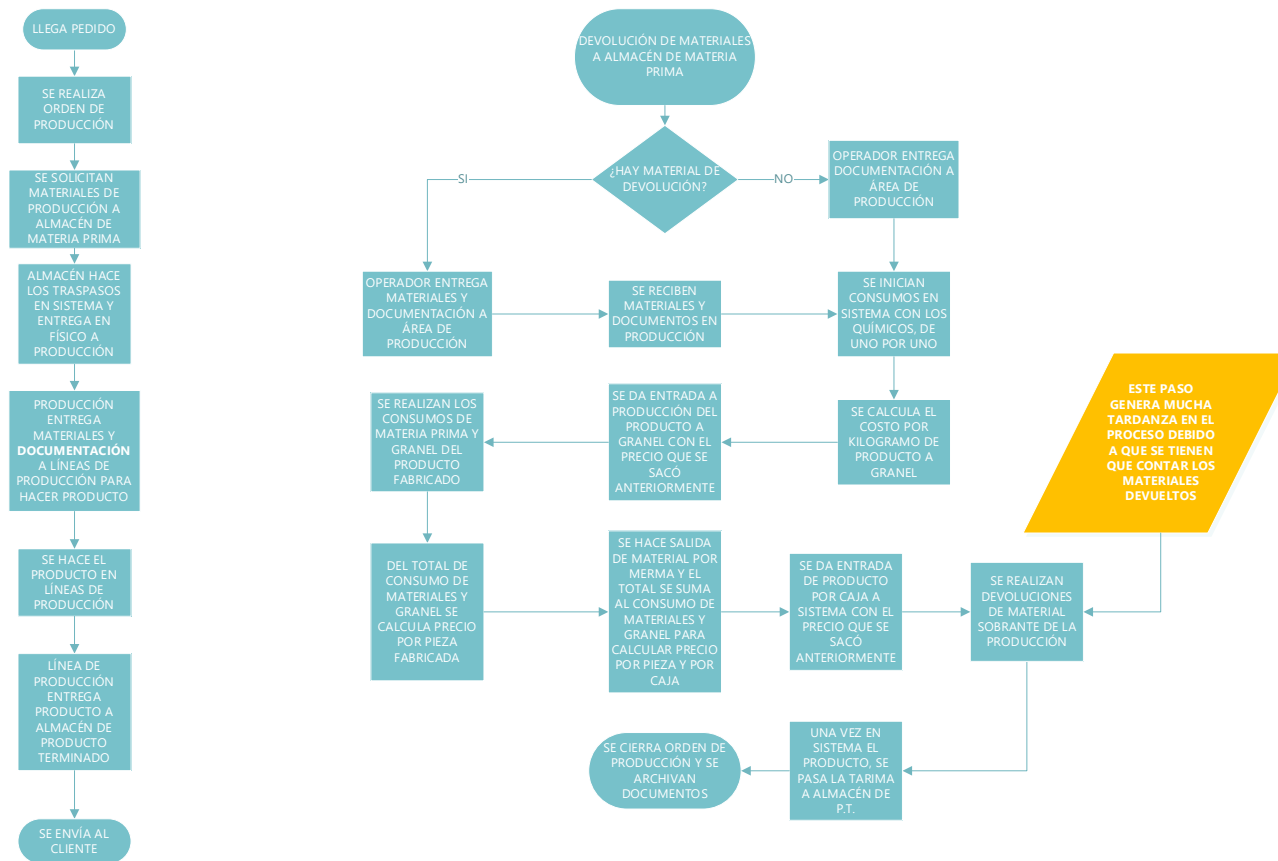 LLEGA PEDIDO
SE REALIZA
ORDEN DE
PRODUCCIÓN
SE SOLICITAN
MATERIALES DE
PRODUCCIÓN A
ALMACÉN DE
MATERIA PRIMA
ALMACÉN HACE
LOS TRASPASOS
EN SISTEMA Y
ENTREGA EN
FÍSICO A
PRODUCCIÓN
PRODUCCIÓN
ENTREGA
MATERIALES Y
DOCUMENTACIÓN
A LÍNEAS DE
PRODUCCIÓN PARA
HACER PRODUCTO
SE HACE EL
PRODUCTO EN
LÍNEAS DE
PRODUCCIÓN
LÍNEA DE
PRODUCCIÓN
ENTREGA
PRODUCTO A
ALMACÉN DE
PRODUCTO
TERMINADO
SE ENVÍA AL
CLIENTE
DEVOLUCIÓN DE MATERIALES
A ALMACÉN DE MATERIA
PRIMA
¿HAY MATERIAL DE
DEVOLUCIÓN?
SI
NO
OPERADOR ENTREGA
DOCUMENTACIÓN A
ÁREA DE
PRODUCCIÓN
OPERADOR ENTREGA
MATERIALES Y
DOCUMENTACIÓN A
ÁREA DE
PRODUCCIÓN
SE RECIBEN
MATERIALES Y
DOCUMENTOS EN
PRODUCCIÓN
SE INICIAN
CONSUMOS EN
SISTEMA CON LOS
QUÍMICOS, DE
UNO POR UNO
SE CALCULA EL
COSTO POR
KILOGRAMO DE
PRODUCTO A
GRANEL
SE DA ENTRADA A
PRODUCCIÓN DEL
PRODUCTO A
GRANEL CON EL
PRECIO QUE SE
SACÓ
ANTERIORMENTE
SE REALIZAN LOS
CONSUMOS DE
MATERIA PRIMA Y
GRANEL DEL
PRODUCTO
FABRICADO
DEL TOTAL DE
CONSUMO DE
MATERIALES Y
GRANEL SE
CALCULA PRECIO
POR PIEZA
FABRICADA
SE HACE SALIDA
DE MATERIAL POR
MERMA Y EL
TOTAL SE SUMA
AL CONSUMO DE
MATERIALES Y
GRANEL PARA
CALCULAR PRECIO
POR PIEZA Y POR
CAJA
SE DA ENTRADA
DE PRODUCTO
POR CAJA A
SISTEMA CON EL
PRECIO QUE SE
SACÓ
ANTERIORMENTE
SE REALIZAN
DEVOLUCIONES
DE MATERIAL
SOBRANTE DE LA
PRODUCCIÓN
ESTE PASO
GENERA MUCHA
TARDANZA EN EL
PROCESO DEBIDO
A QUE SE TIENEN
QUE CONTAR LOS
MATERIALES
DEVUELTOS
UNA VEZ EN
SISTEMA EL
PRODUCTO, SE
PASA LA TARIMA
A ALMACÉN DE
P.T.
SE CIERRA ORDEN DE
PRODUCCIÓN Y SE
ARCHIVAN
DOCUMENTOS